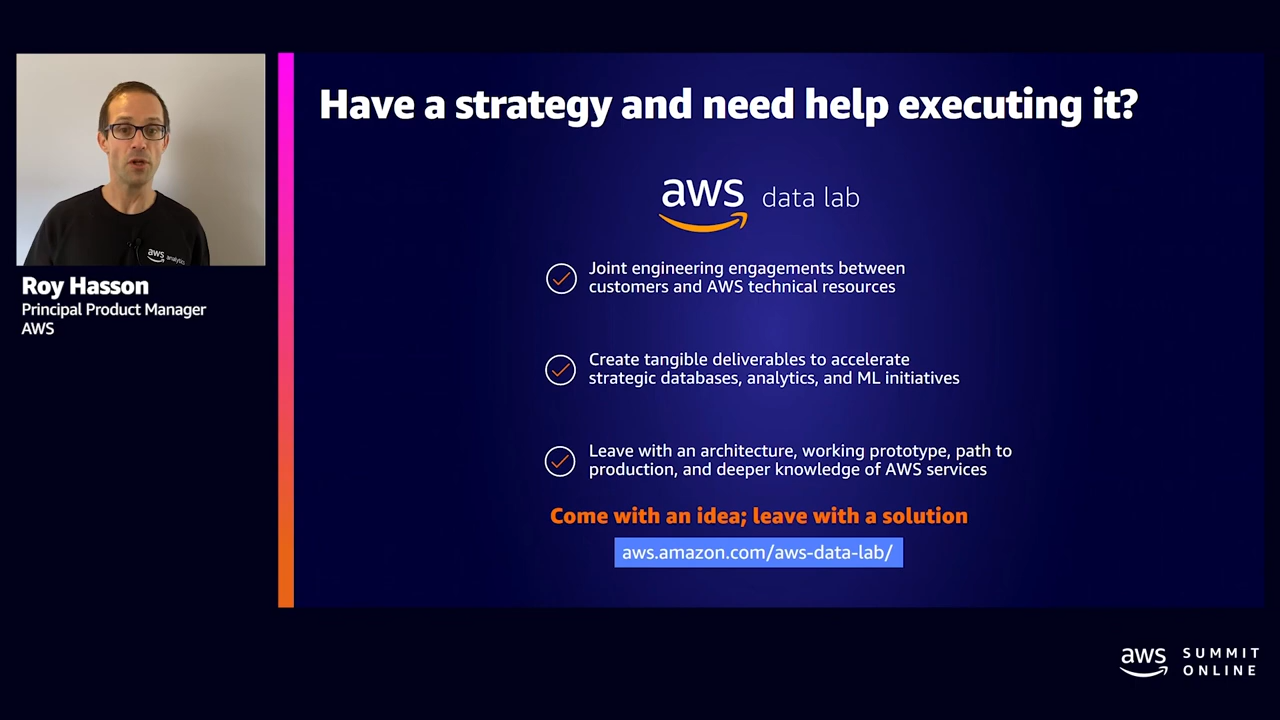 Have a strategy and need help executing it?
aws data lab
Joint engineering engagements between
customers and AWS technical resources
Create tangible deliverables to accelerate
strategic databases, analytics, and ML initiatives
Leave with an architecture, working prototype, path to
production, and deeper knowledge of AWS services
Come with an idea; leave with a solution
aws.amazon.com/aws-data-lab/
aws analytics
Roy Hasson
Principal Product Manager
AWS
aws SUMMIT
ONLINE